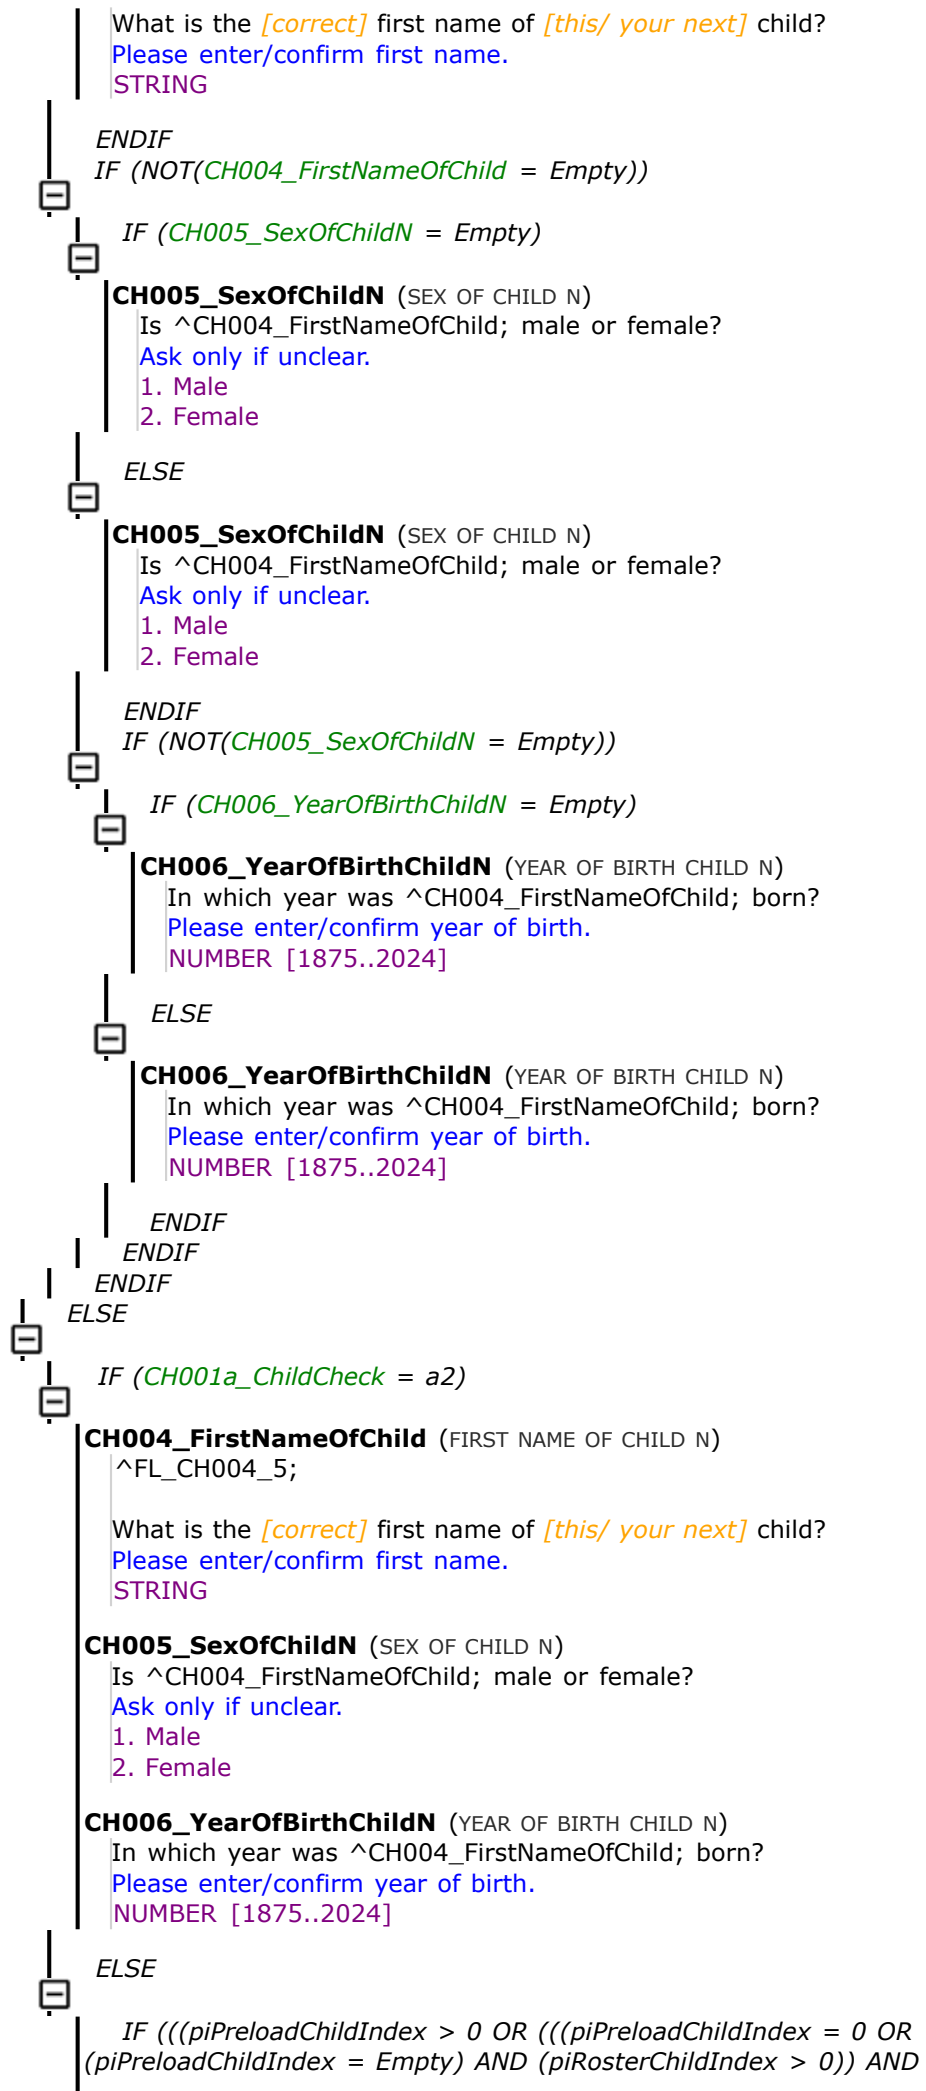 What is the [correct] first name of [this/ your next] child?
Please enter/confirm first name.
STRING
ENDIF
IF (NOT(CH004_FirstNameOfChild = Empty))
IF (CH005_SexOfChildN = Empty)
CH005_SexOfChildN (SEX OF CHILD N)
Is ^CH004_FirstNameOfChild; male or female?
Ask only if unclear.
1. Male
2. Female
ELSE
CH005_SexOfChildN (SEX OF CHILD N)
Is ^CH004_FirstNameOfChild; male or female?
Ask only if unclear.
1. Male
2. Female
ENDIF
IF (NOT(CH005_SexOfChildN = Empty))
IF (CH006_YearOfBirthChildN = Empty)
CH006_YearOfBirthChildN (YEAR OF BIRTH CHILD N)
In which year was ^CH004_FirstNameOfChild; born?
Please enter/confirm year of birth.
NUMBER [1875..2024]
ELSE
CH006_YearOfBirthChildN (YEAR OF BIRTH CHILD N)
In which year was ^CH004_FirstNameOfChild; born?
Please enter/confirm year of birth.
NUMBER [1875..2024]
ENDIF
ENDIF
ENDIF
ELSE
IF (CH001a_ChildCheck = a2)
CH004_FirstNameOfChild (FIRST NAME OF CHILD N)
^FL_CH004_5;
What is the [correct] first name of [this/ your next] child?
Please enter/confirm first name.
STRING
CH005_SexOfChildN (SEX OF CHILD N)
Is ^CH004_FirstNameOfChild; male or female?
Ask only if unclear.
1. Male
2. Female
CH006_YearOfBirthChildN (YEAR OF BIRTH CHILD N)
In which year was ^CH004_FirstNameOfChild; born?
Please enter/confirm year of birth.
NUMBER [1875..2024]
ELSE
IF (((piPreloadChildIndex > 0 OR (((piPreloadChildIndex = 0 OR
(piPreloadChildIndex = Empty) AND (piRosterChildIndex > 0)) AND